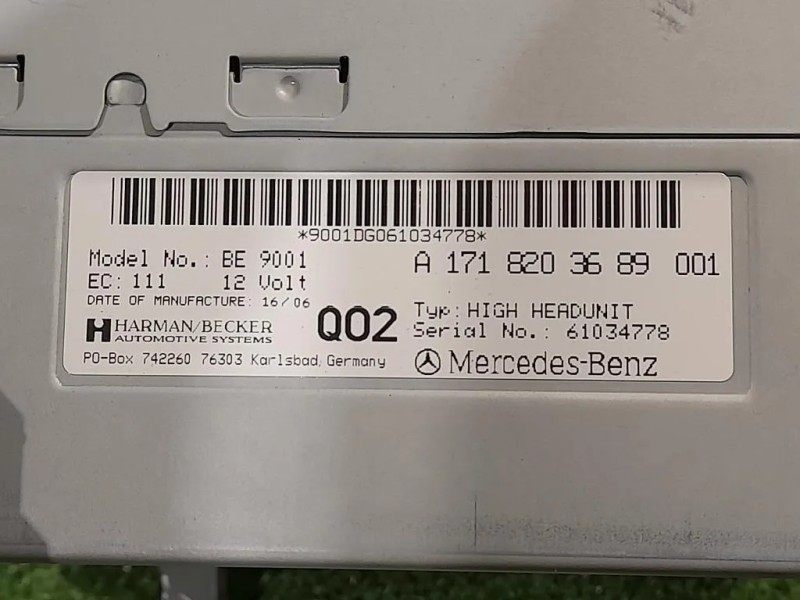 *9001DG061034778*
Model No.: BE 9001
A 171 820 36 89 001
EC: 111 12 Volt
DATE OF MANUFACTURE: 16/06
Q02
Typ: HIGH HEADUNIT
HARMAN/BECKER
AUTOMOTIVE SYSTEMS
Serial No.: 61034778
PO-Box 742260 76303 Karlsbad, Germany
Mercedes-Benz